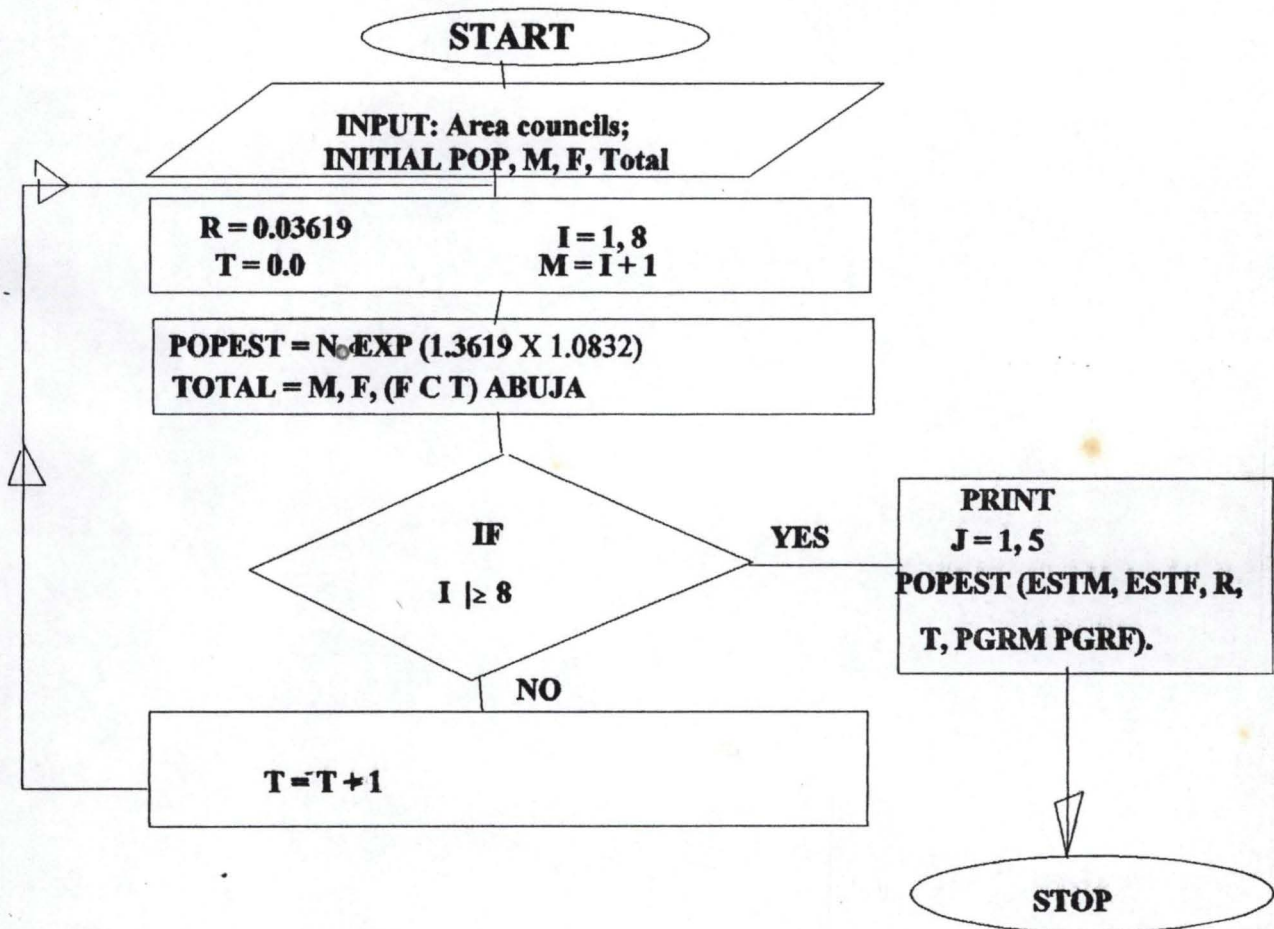 START
INPUT: Area councils;
INITIAL POP, M, F, Total
R = 0.03619
I = 1, 8
T = 0.0
M = I + 1
POPEST = N₀ EXP (1.3619 X 1.0832)
TOTAL = M, F, (F C T) ABUJA
IF
I |≥ 8
YES
NO
PRINT
J = 1, 5
POPEST (ESTM, ESTF, R,
T, PGRM PGRF).
T = T + 1
STOP